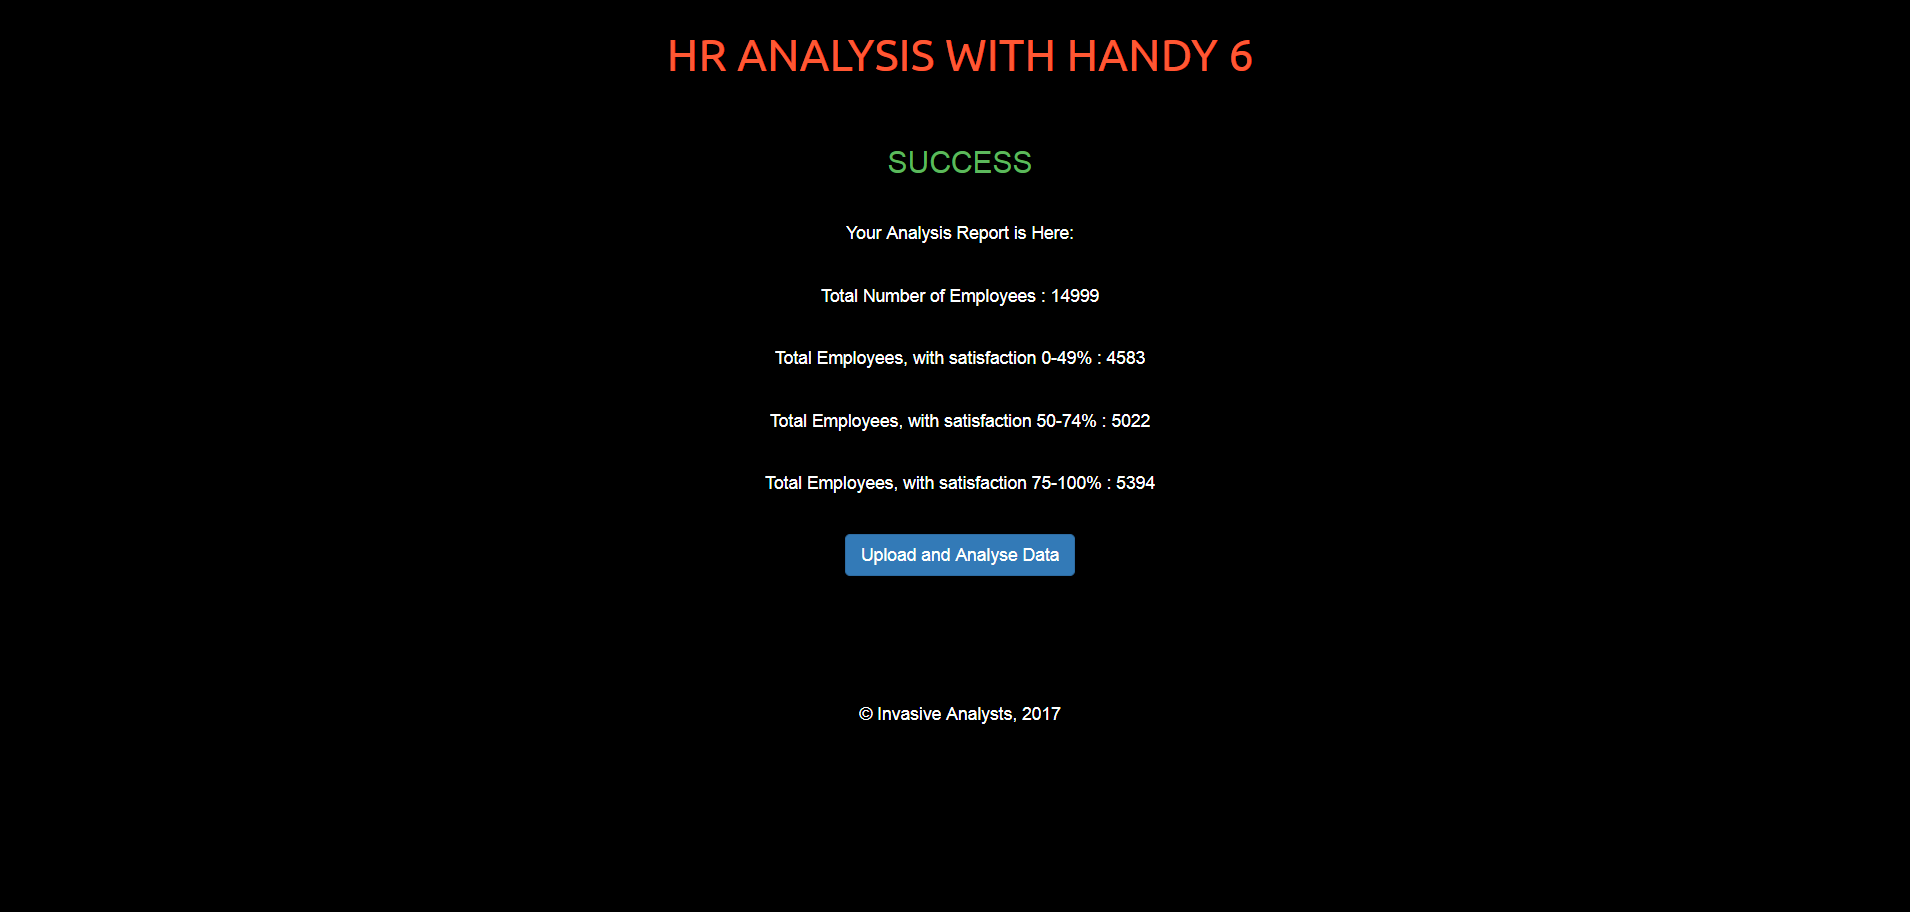 HR ANALYSIS WITH HANDY 6
SUCCESS
Your Analysis Report is Here:
Total Number of Employees : 14999
Total Employees, with satisfaction 0-49% : 4583
Total Employees, with satisfaction 50-74% : 5022
Total Employees, with satisfaction 75-100% : 5394
Upload and Analyse Data
© Invasive Analysts, 2017